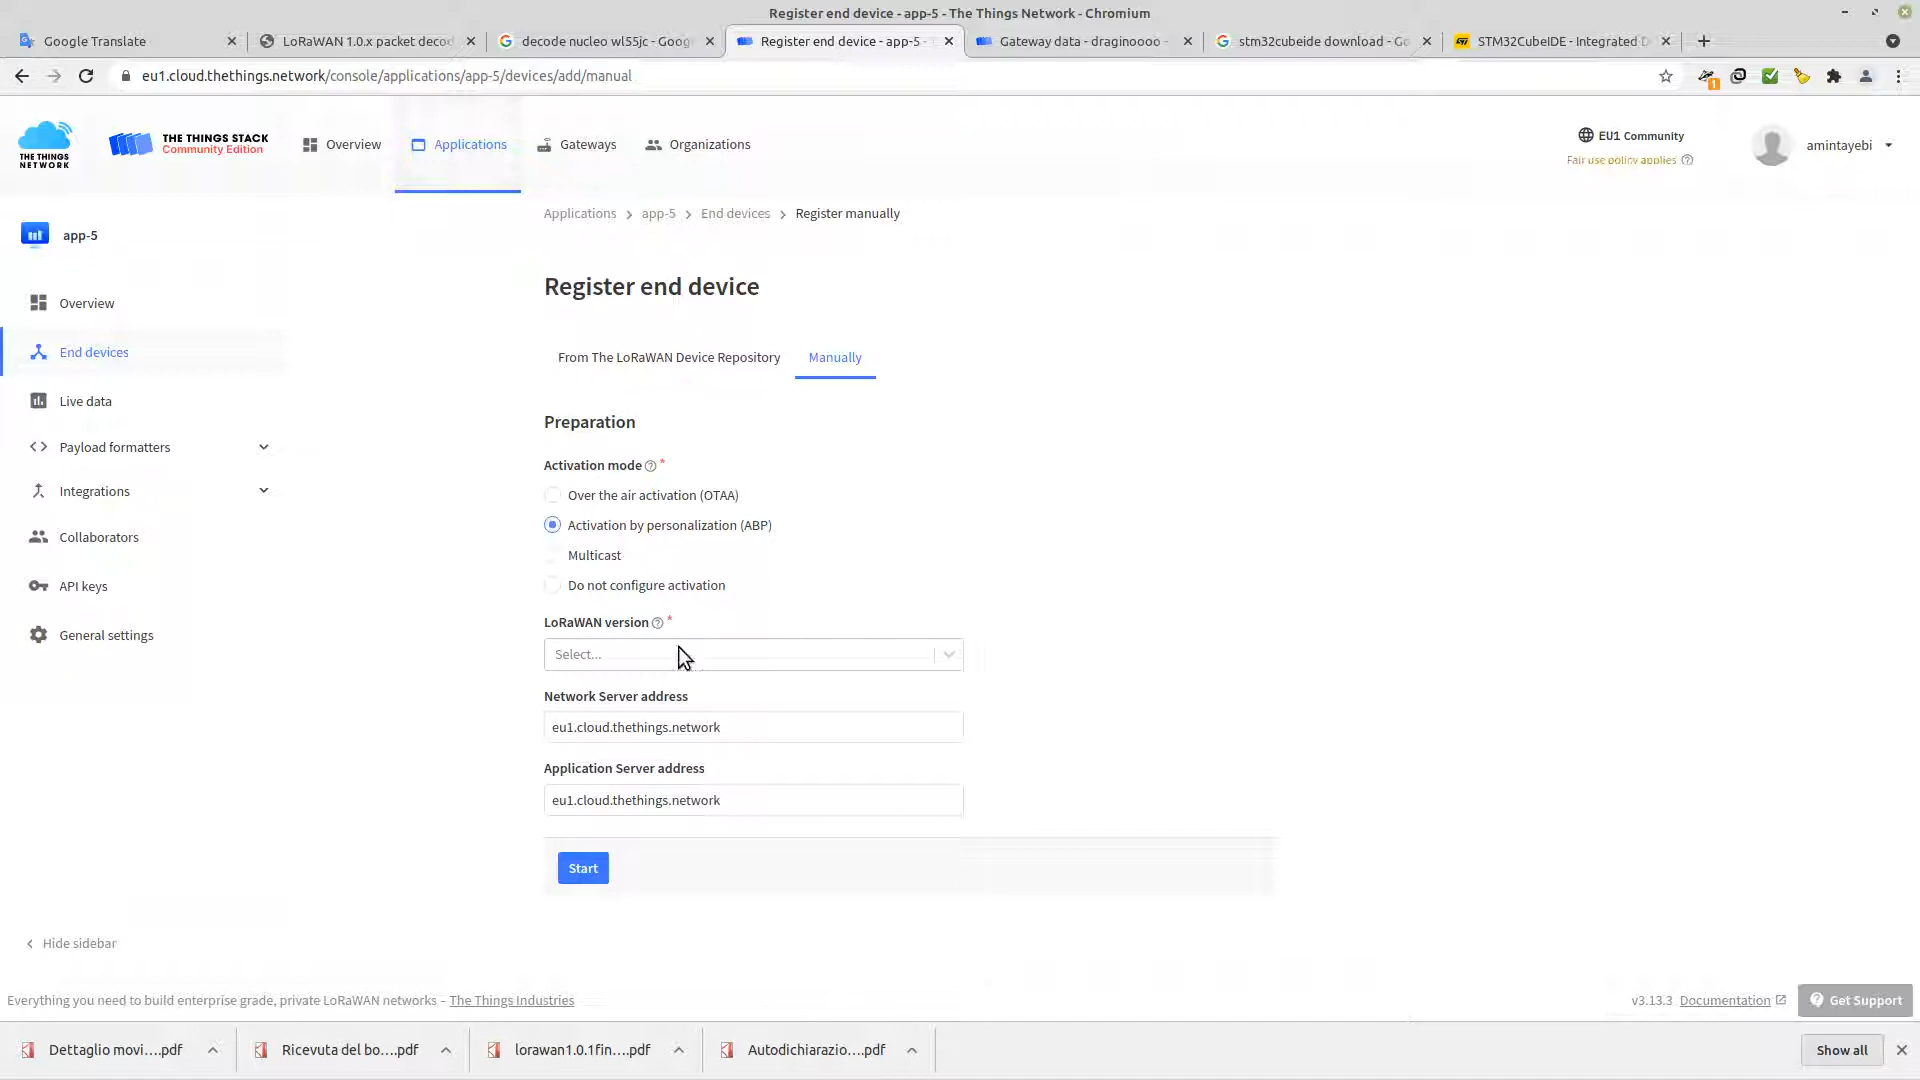 Register end device - app-5 - The Things Network - Chromium
Google Translate
LoRaWAN 1.0.x packet decod
decode nucleo wl55jc - Goog
Register end device - app-5 -
Gateway data - draginoooo -
stm32cubeide download - Go
STM32CubeIDE - Integrated D
eu1.cloud.thethings.network/console/applications/app-5/devices/add/manual
1
THE THINGS NETWORK
THE THINGS STACK
Community Edition
Overview
Applications
Gateways
Organizations
EU1 Community
Fair use policy applies
amintayebi
Applications > app-5 > End devices > Register manually
app-5
Overview
End devices
Live data
Payload formatters
Integrations
Collaborators
API keys
General settings
Register end device
From The LoRaWAN Device Repository
Manually
Preparation
Activation mode *
Over the air activation (OTAA)
Activation by personalization (ABP)
Multicast
Do not configure activation
LoRaWAN version *
Select...
Network Server address
eu1.cloud.thethings.network
Application Server address
eu1.cloud.thethings.network
Start
Hide sidebar
Everything you need to build enterprise grade, private LoRaWAN networks – The Things Industries
v3.13.3 Documentation
Get Support
Dettaglio movi....pdf
Ricevuta del bo....pdf
lorawan1.0.1fin....pdf
Autodichiarazio....pdf
Show all